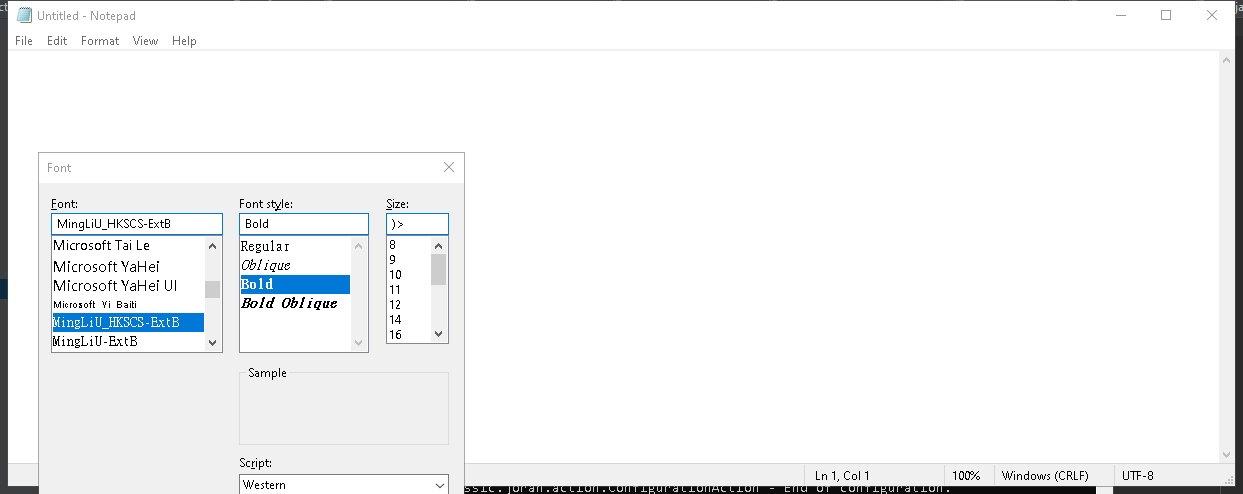 Untitled - Notepad
File Edit Format View Help
Font
Font: Font style: Size:
MingLiU_HKSCS-ExtB Bold )>
Microsoft Tai Le
Microsoft YaHei
Microsoft YaHei UI
Microsoft Yi Baiti
MingLiU_HKSCS-ExtB
MingLiU-ExtB
Regular
Oblique
Bold
Bold Oblique
8
9
10
11
12
14
16
Sample
Script:
Western
Ln 1, Col 1 100% Windows (CRLF) UTF-8
ssic.joran.action.ConfigurationAction - End of configuration.